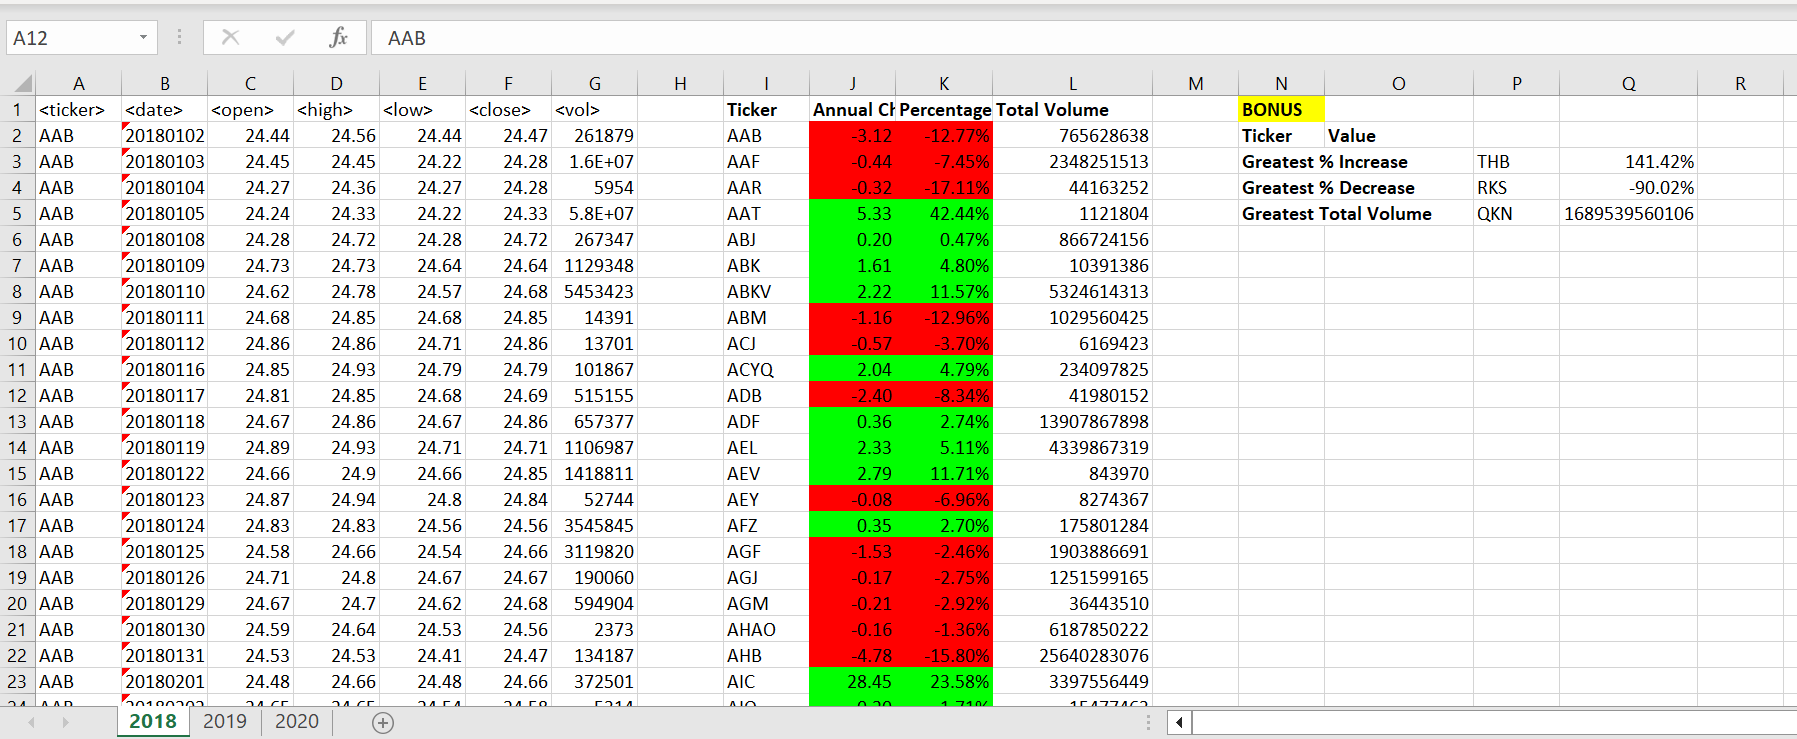 A12 fx AAB
A B C D E F G H I J K L M N O P Q R
1 <ticker> <date> <open> <high> <low> <close> <vol> Ticker Annual Ch Percentage Total Volume BONUS
2 AAB 20180102 24.44 24.56 24.44 24.47 261879 AAB -3.12 -12.77% 765628638 Ticker Value
3 AAB 20180103 24.45 24.45 24.22 24.28 1.6E+07 AAF -0.44 -7.45% 2348251513 Greatest % Increase THB 141.42%
4 AAB 20180104 24.27 24.36 24.27 24.28 5954 AAR -0.32 -17.11% 44163252 Greatest % Decrease RKS -90.02%
5 AAB 20180105 24.24 24.33 24.22 24.33 5.8E+07 AAT 5.33 42.44% 1121804 Greatest Total Volume QKN 1689539560106
6 AAB 20180108 24.28 24.72 24.28 24.72 267347 ABJ 0.20 0.47% 866724156
7 AAB 20180109 24.73 24.73 24.64 24.64 1129348 ABK 1.61 4.80% 10391386
8 AAB 20180110 24.62 24.78 24.57 24.68 5453423 ABKV 2.22 11.57% 5324614313
9 AAB 20180111 24.68 24.85 24.68 24.85 14391 ABM -1.16 -12.96% 1029560425
10 AAB 20180112 24.86 24.86 24.71 24.86 13701 ACJ -0.57 -3.70% 6169423
11 AAB 20180116 24.85 24.93 24.79 24.79 101867 ACYQ 2.04 4.79% 234097825
12 AAB 20180117 24.81 24.85 24.68 24.69 515155 ADB -2.40 -8.34% 41980152
13 AAB 20180118 24.67 24.86 24.67 24.86 657377 ADF 0.36 2.74% 13907867898
14 AAB 20180119 24.89 24.93 24.71 24.71 1106987 AEL 2.33 5.11% 4339867319
15 AAB 20180122 24.66 24.9 24.66 24.85 1418811 AEV 2.79 11.71% 843970
16 AAB 20180123 24.87 24.94 24.8 24.84 52744 AEY -0.08 -6.96% 8274367
17 AAB 20180124 24.83 24.83 24.56 24.56 3545845 AFZ 0.35 2.70% 175801284
18 AAB 20180125 24.58 24.66 24.54 24.66 3119820 AGF -1.53 -2.46% 1903886691
19 AAB 20180126 24.71 24.8 24.67 24.67 190060 AGJ -0.17 -2.75% 1251599165
20 AAB 20180129 24.67 24.7 24.62 24.68 594904 AGM -0.21 -2.92% 36443510
21 AAB 20180130 24.59 24.64 24.53 24.56 2373 AHAO -0.16 -1.36% 6187850222
22 AAB 20180131 24.53 24.53 24.41 24.47 134187 AHB -4.78 -15.80% 25640283076
23 AAB 20180201 24.48 24.66 24.48 24.66 372501 AIC 28.45 23.58% 3397556449
2018 2019 2020